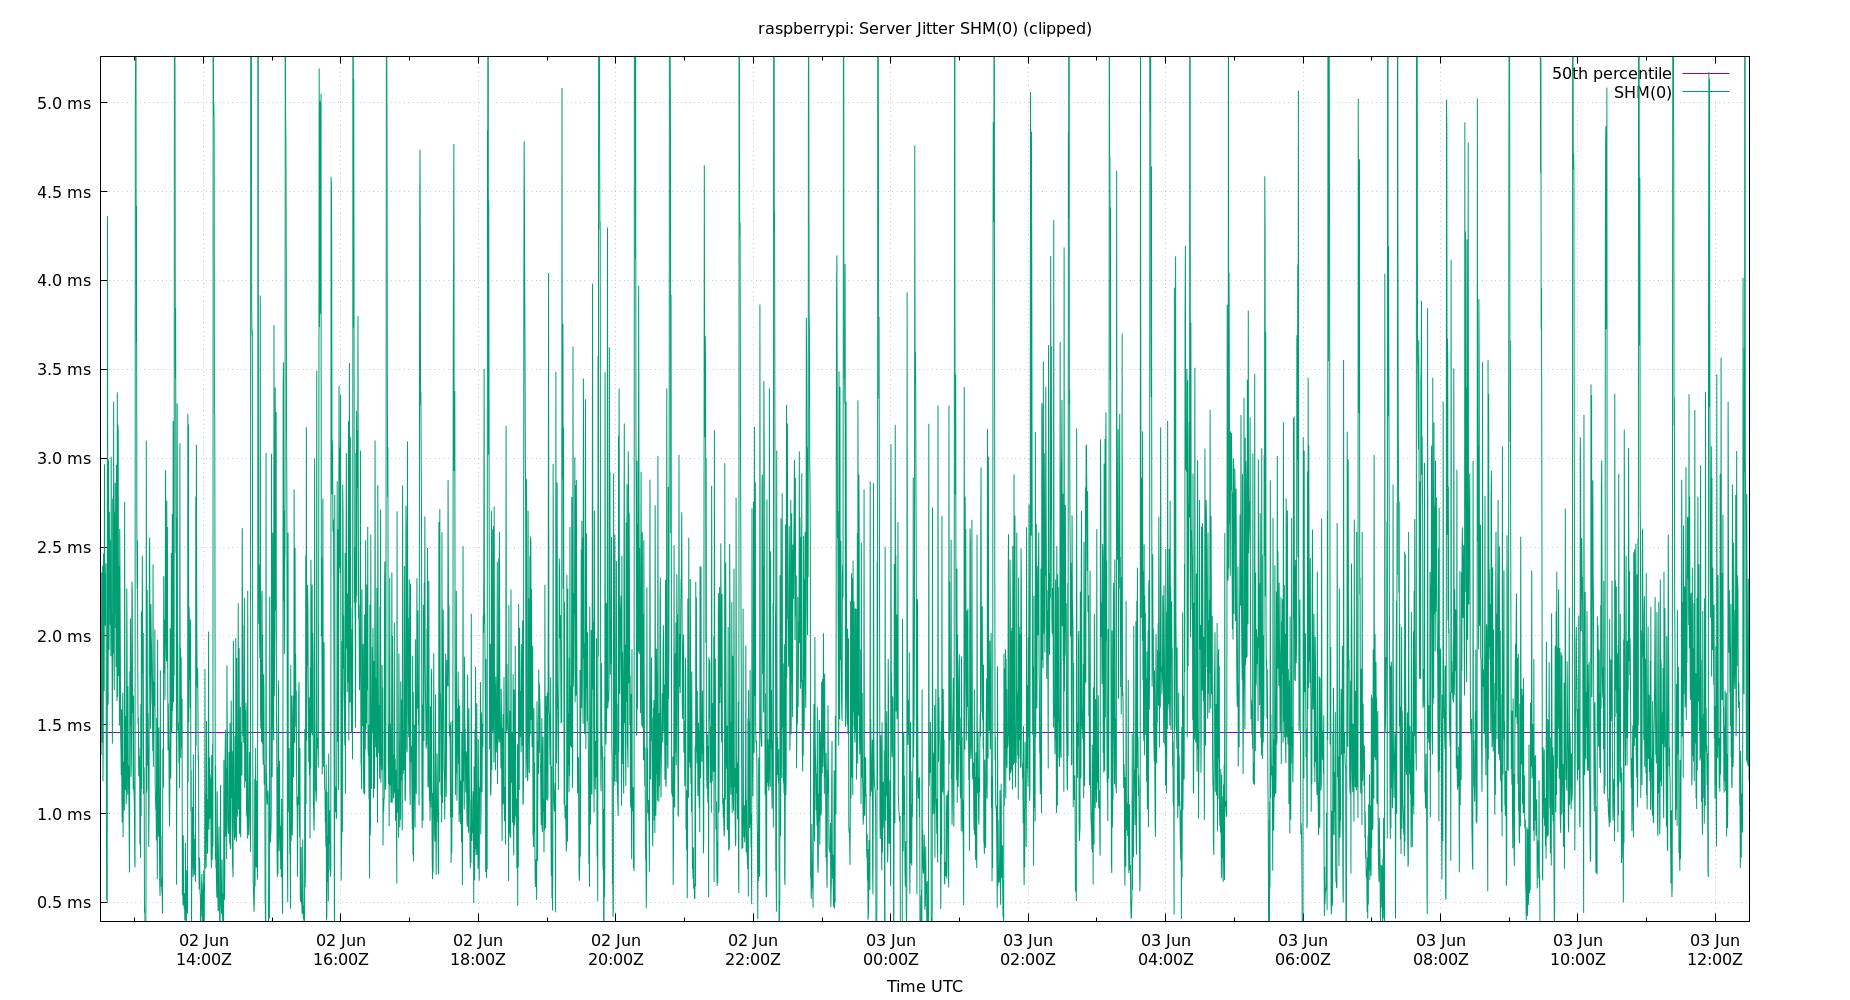 raspberrypi: Server Jitter SHM(0) (clipped)
50th percentile
SHM(0)
5.0 ms
4.5 ms
4.0 ms
3.5 ms
3.0 ms
2.5 ms
2.0 ms
1.5 ms
1.0 ms
0.5 ms
02 Jun 02 Jun 02 Jun 02 Jun 02 Jun 03 Jun 03 Jun 03 Jun 03 Jun 03 Jun 03 Jun 03 Jun
14:00Z 16:00Z 18:00Z 20:00Z 22:00Z 00:00Z 02:00Z 04:00Z 06:00Z 08:00Z 10:00Z 12:00Z
Time UTC